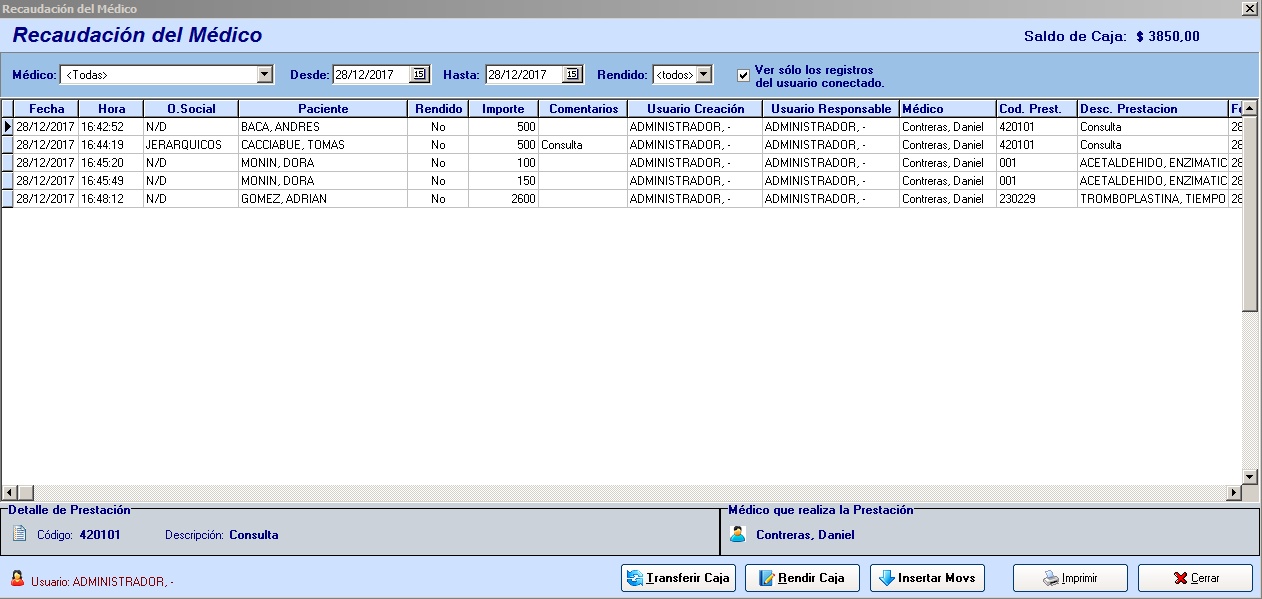 Recaudación del Médico
Recaudación del Médico Saldo de Caja: $ 3850,00
Médico: <Todas> Desde: 28/12/2017 15 Hasta: 28/12/2017 15 Rendido: <todos> Ver sólo los registros
del usuario conectado.
Fecha Hora O.Social Paciente Rendido Importe Comentarios Usuario Creación Usuario Responsable Médico Cod. Prest. Desc. Prestacion Fe
28/12/2017 16:42:52 N/D BACA, ANDRES No 500 ADMINISTRADOR, - ADMINISTRADOR, - Contreras, Daniel 420101 Consulta 28
28/12/2017 16:44:19 JERARQUICOS CACCIABUE, TOMAS No 500 Consulta ADMINISTRADOR, - ADMINISTRADOR, - Contreras, Daniel 420101 Consulta 28
28/12/2017 16:45:20 N/D MONIN, DORA No 100 ADMINISTRADOR, - ADMINISTRADOR, - Contreras, Daniel 001 ACETALDEHIDO, ENZIMATIC 28
28/12/2017 16:45:49 N/D MONIN, DORA No 150 ADMINISTRADOR, - ADMINISTRADOR, - Contreras, Daniel 001 ACETALDEHIDO, ENZIMATIC 28
28/12/2017 16:48:12 N/D GOMEZ, ADRIAN No 2600 ADMINISTRADOR, - ADMINISTRADOR, - Contreras, Daniel 230229 TROMBOPLASTINA, TIEMPO 28
Detalle de Prestación Médico que realiza la Prestación
Código: 420101 Descripción: Consulta Contreras, Daniel
Usuario: ADMINISTRADOR, - Transferir Caja Rendir Caja Insertar Movs Imprimir Cerrar